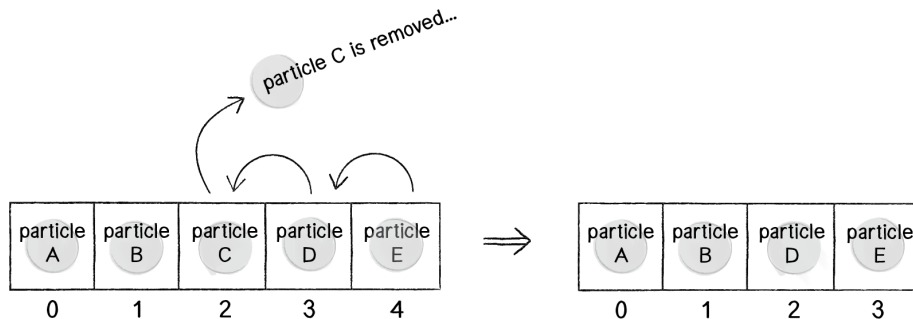 particle C is removed...
particle A
particle B
particle C
particle D
particle E
0 1 2 3 4
particle A
particle B
particle D
particle E
0 1 2 3